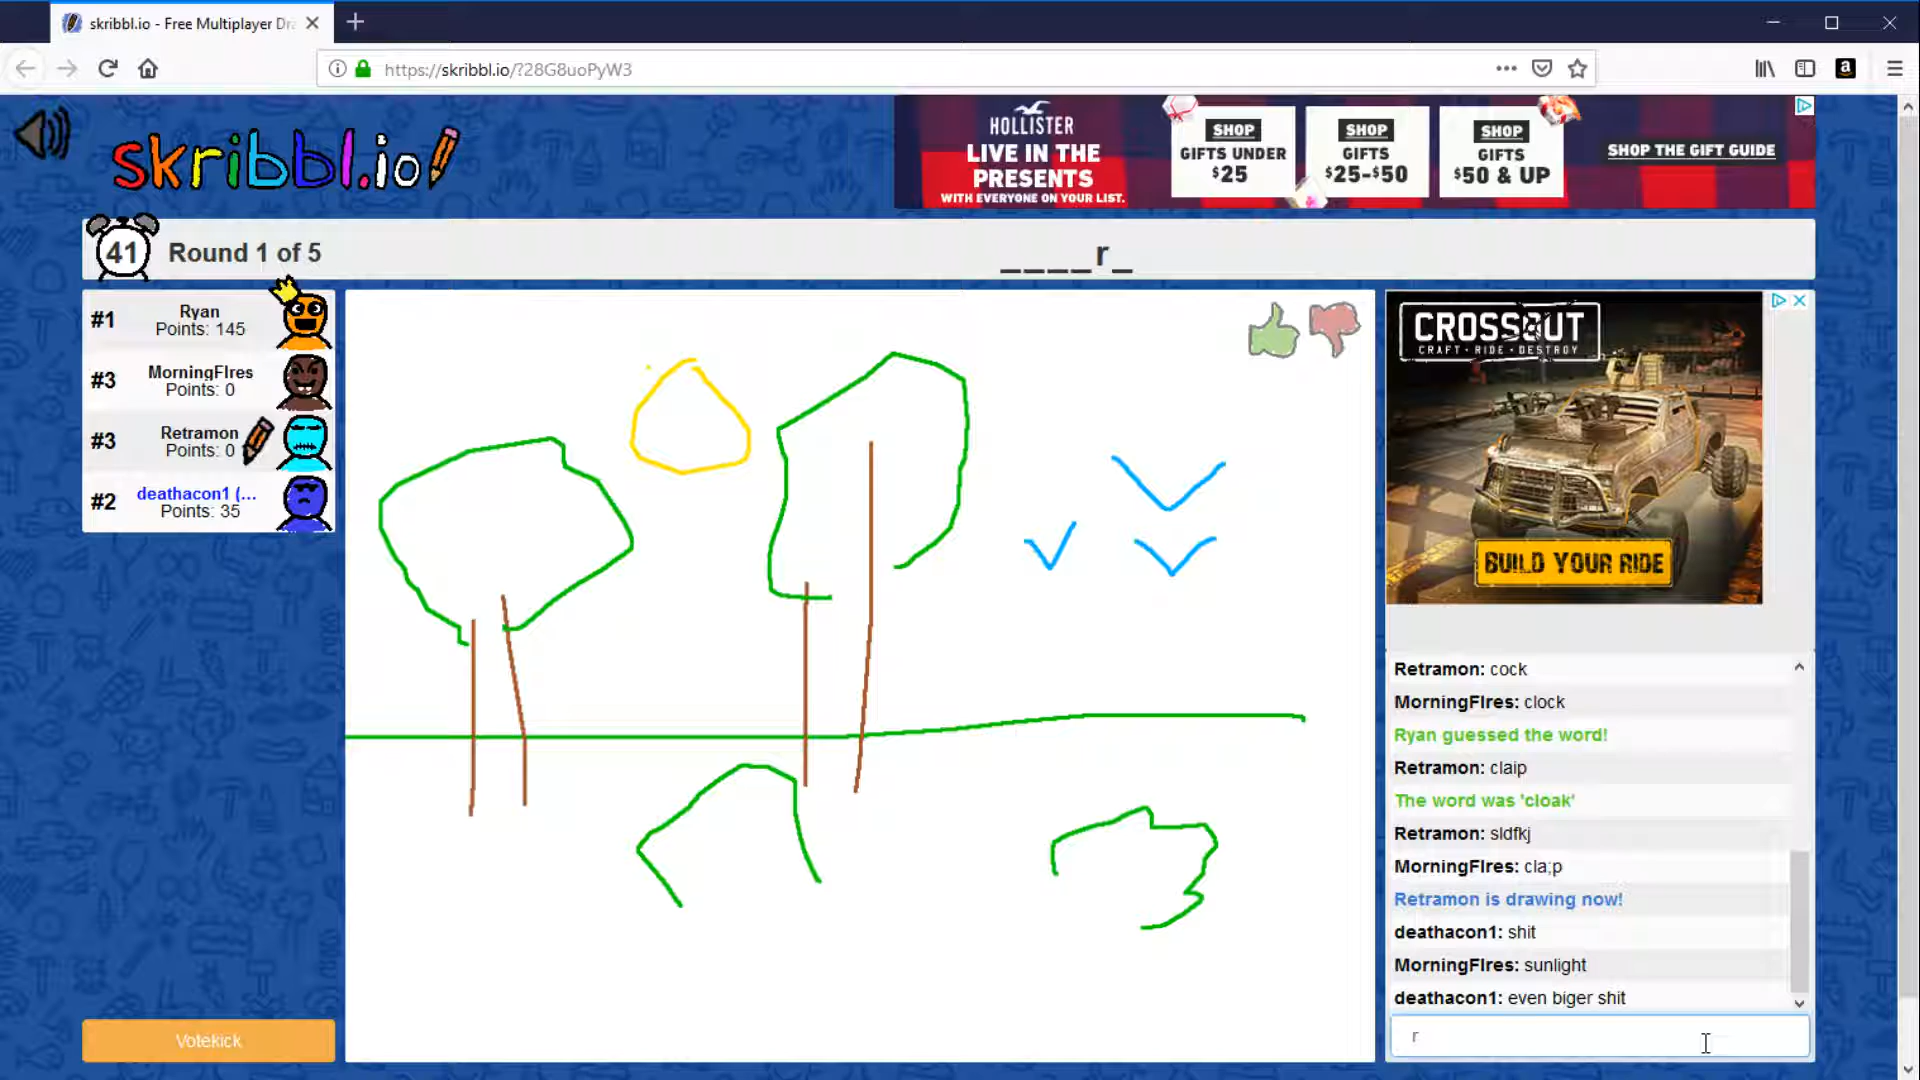 skribbl.io - Free Multiplayer Dra
https://skribbl.io/?28G8uoPyW3
skribbl.io
HOLLISTER
LIVE IN THE
PRESENTS
WITH EVERYONE ON YOUR LIST.
SHOP
GIFTS UNDER
$25
SHOP
GIFTS
$25-$50
SHOP
GIFTS
$50 & UP
SHOP THE GIFT GUIDE
41
Round 1 of 5
____r_
#1
Ryan
Points: 145
#3
MorningFIres
Points: 0
#3
Retramon
Points: 0
#2
deathacon1 (...
Points: 35
CROSSOUT
CRAFT • RIDE • DESTROY
BUILD YOUR RIDE
Retramon: cock
MorningFIres: clock
Ryan guessed the word!
Retramon: claip
The word was 'cloak'
Retramon: sldfkj
MorningFIres: cla;p
Retramon is drawing now!
deathacon1: shit
MorningFIres: sunlight
deathacon1: even biger shit
r
Votekick